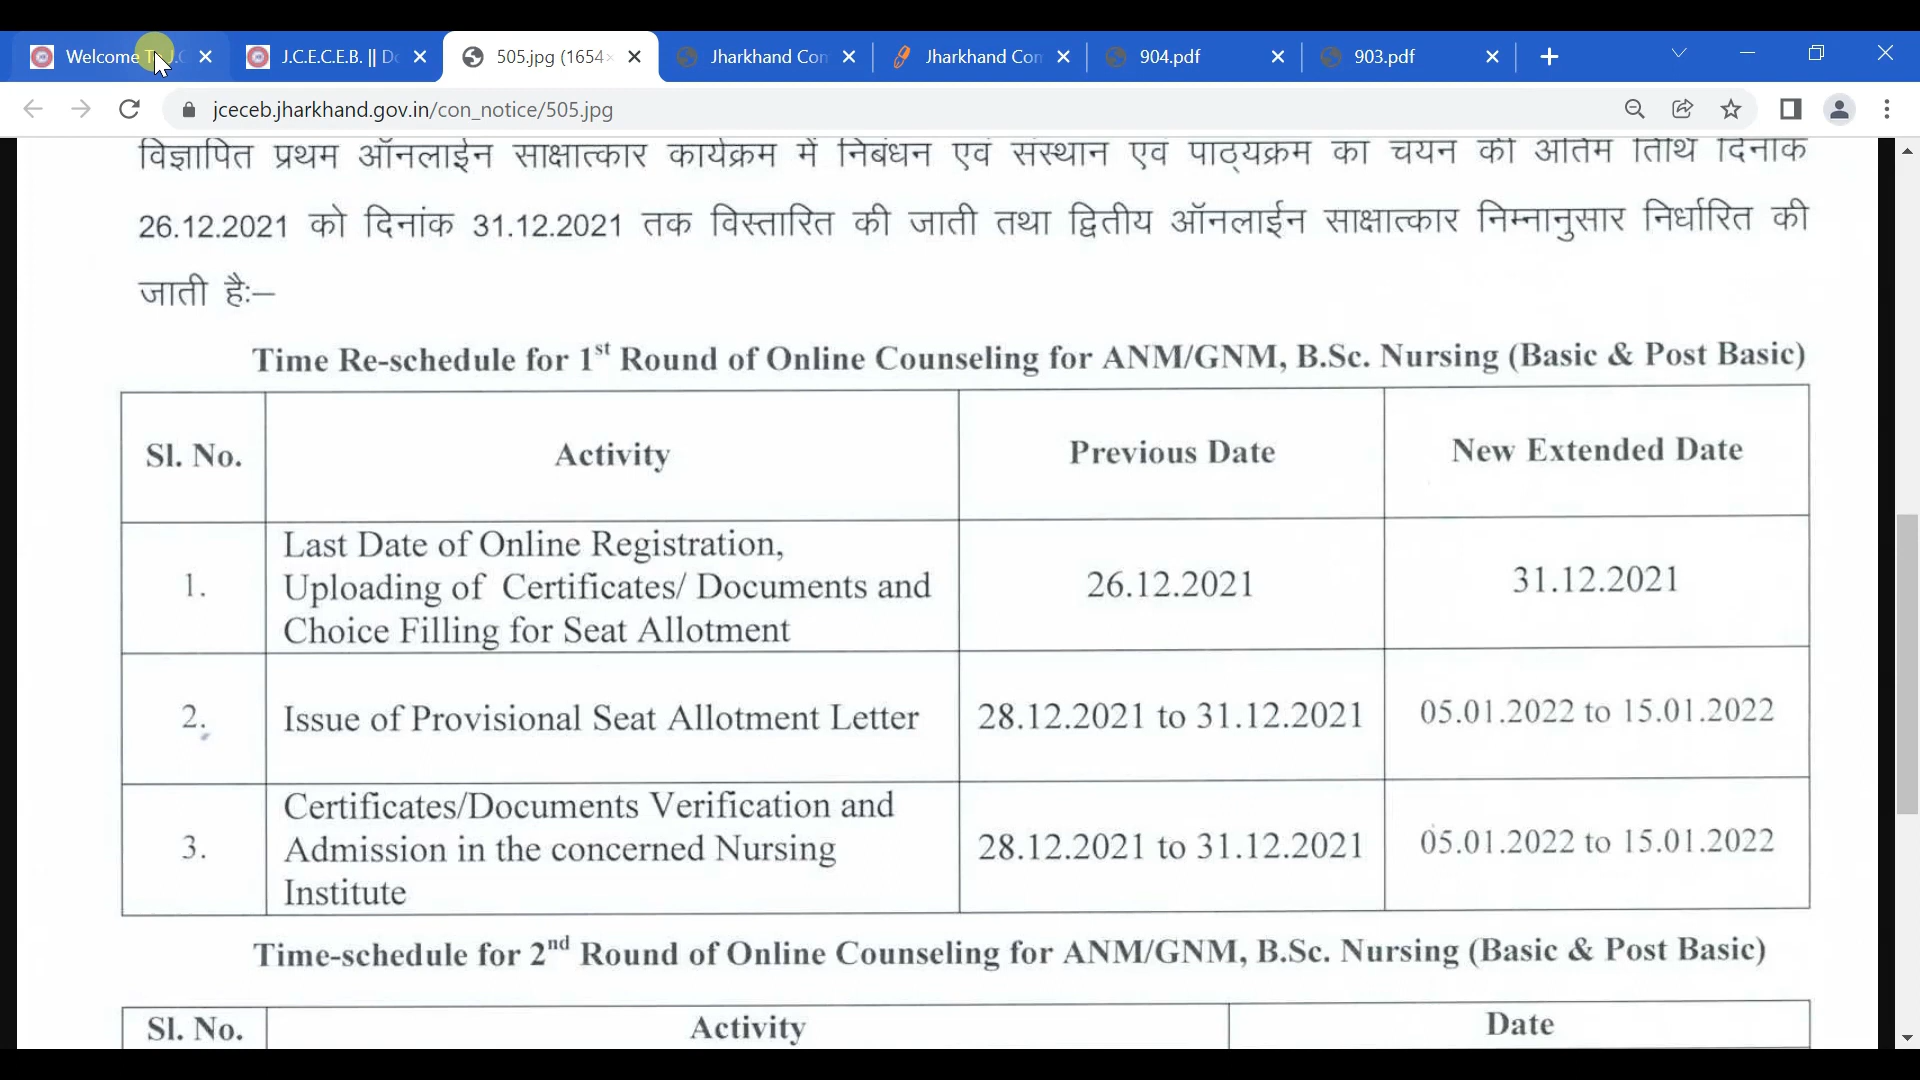 Welcome T J.C
J.C.E.C.E.B. || D
505.jpg (1654
Jharkhand Con
Jharkhand Con
904.pdf
903.pdf
jceceb.jharkhand.gov.in/con_notice/505.jpg
विज्ञापित प्रथम ऑनलाईन साक्षात्कार कार्यक्रम में निबंधन एवं संस्थान एवं पाठ्यक्रम का चयन की अंतिम तिथि दिनांक
26.12.2021 को दिनांक 31.12.2021 तक विस्तारित की जाती तथा द्वितीय ऑनलाईन साक्षात्कार निम्नानुसार निर्धारित की
जाती है:—
Time Re-schedule for 1st Round of Online Counseling for ANM/GNM, B.Sc. Nursing (Basic & Post Basic)
Sl. No. Activity Previous Date New Extended Date
1. Last Date of Online Registration,
Uploading of Certificates/ Documents and
Choice Filling for Seat Allotment
26.12.2021 31.12.2021
2. Issue of Provisional Seat Allotment Letter 28.12.2021 to 31.12.2021 05.01.2022 to 15.01.2022
3. Certificates/Documents Verification and
Admission in the concerned Nursing
Institute
28.12.2021 to 31.12.2021 05.01.2022 to 15.01.2022
Time-schedule for 2nd Round of Online Counseling for ANM/GNM, B.Sc. Nursing (Basic & Post Basic)
Sl. No. Activity Date